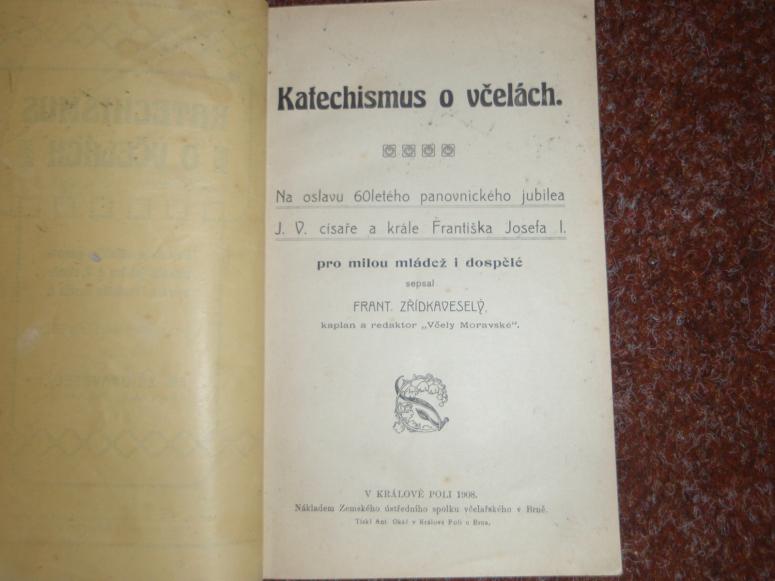 Katechismus o včelách.
Na oslavu 60letého panovnického jubilea
J. V. císaře a krále Františka Josefa I.
pro milou mládež i dospělé
sepsal
FRANT. ZŘÍDKAVESELÝ,
kaplan a redaktor „Včely Moravské“.
V KRÁLOVĚ POLI 1908.
Nákladem Zemského ústředního spolku včelařského v Brně.
Tiskl Ant. Okáč v Králově Poli u Brna.